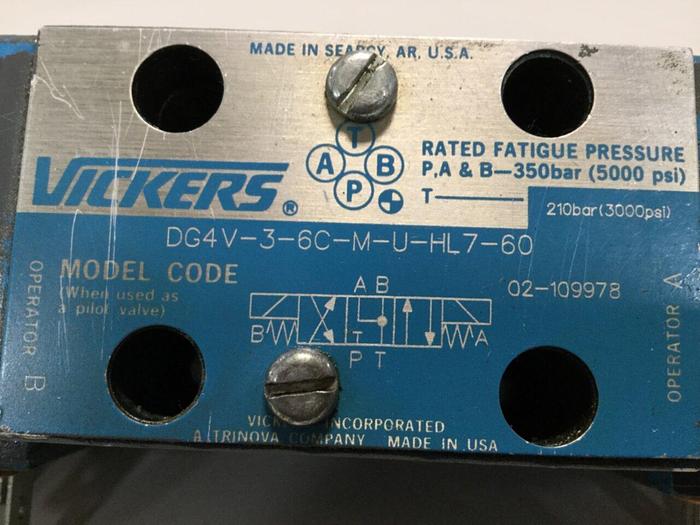 MADE IN SEARCY, AR, U.S.A.
T
A B
P
VICKERS ®
RATED FATIGUE PRESSURE
P,A & B—350bar (5000 psi)
T—
210bar(3000psi)
DG4V-3-6C-M-U-HL7-60
MODEL CODE
(When used as
a pilot valve)
02-109978
OPERATOR B
OPERATOR A
A B
B
T
A
P T
INCORPORATED
A TRINOVA COMPANY MADE IN USA